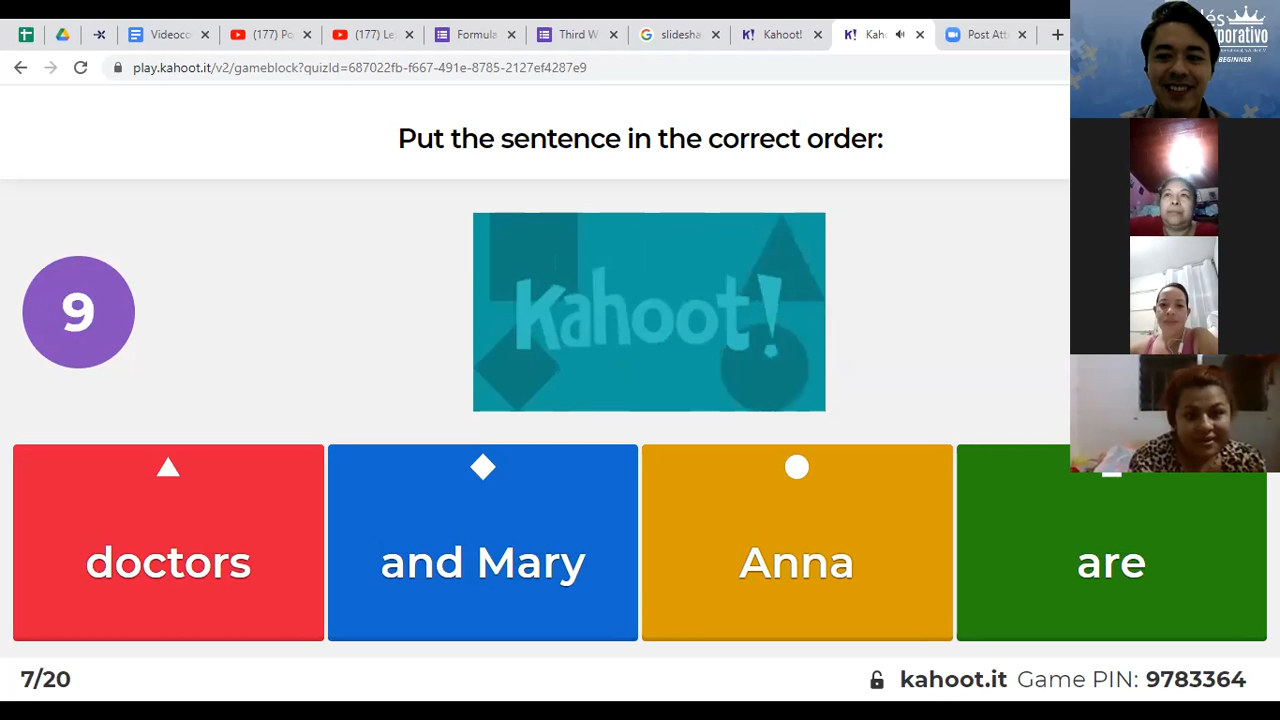 Videoco
(177) Po
(177) Le
Formula
Third W
slidesha
Kahoot!
Kaho
Post Atte
play.kahoot.it/v2/gameblock?quizId=687022fb-f667-491e-8785-2127ef4287e9
BEGINNER
Put the sentence in the correct order:
9
Kahoot!
doctors
and Mary
Anna
are
7/20
kahoot.it Game PIN: 9783364